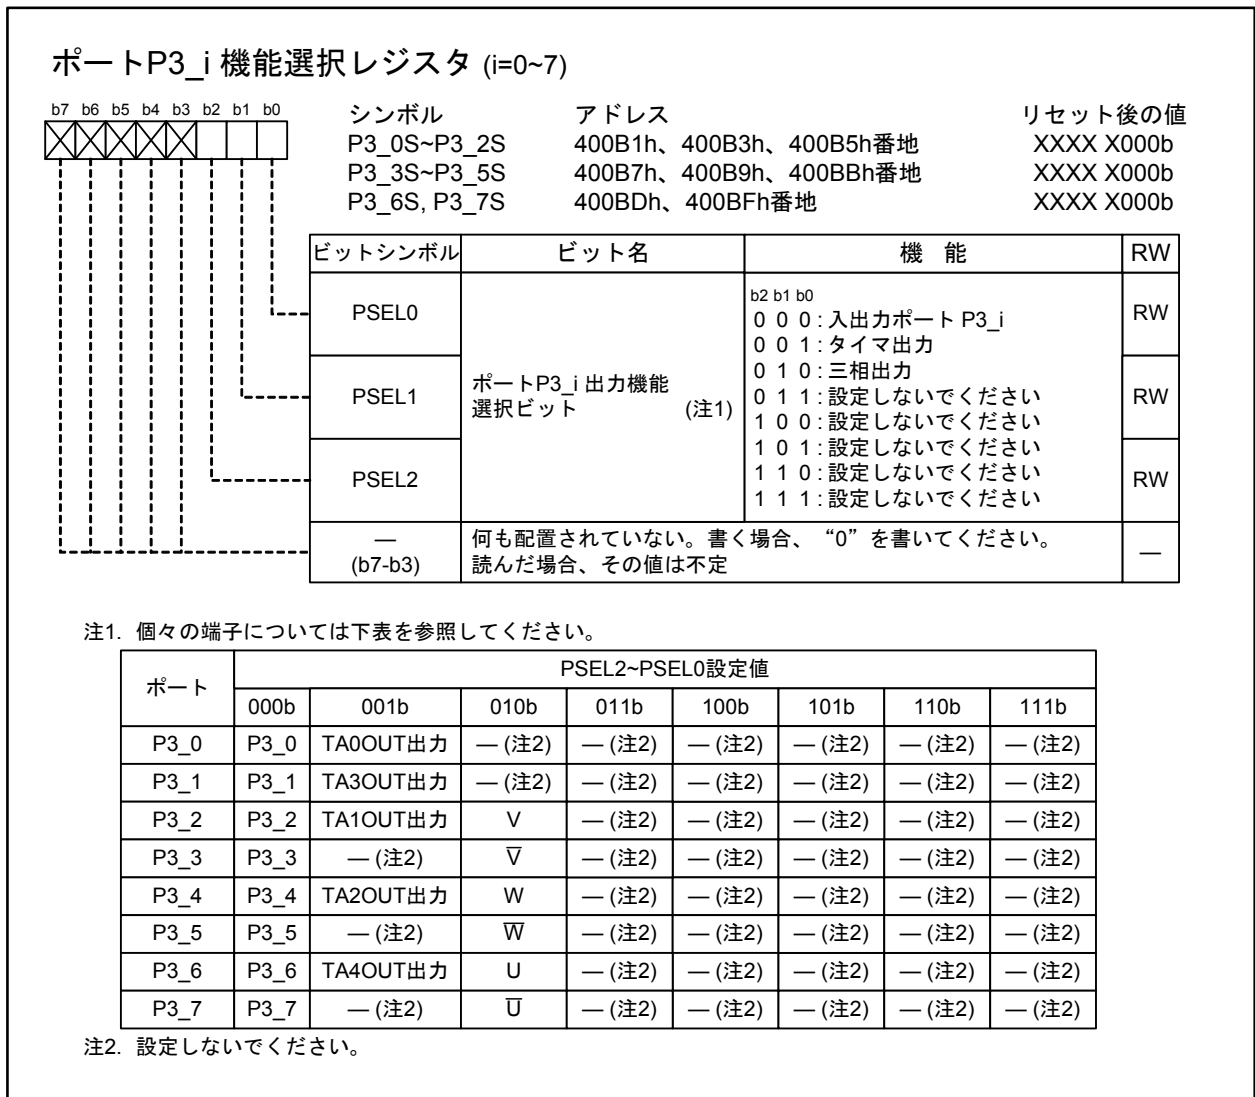 ポートP3_i 機能選択レジスタ (i=0~7)
b7 b6 b5 b4 b3 b2 b1 b0
シンボル アドレス リセット後の値
P3_0S~P3_2S 400B1h、400B3h、400B5h番地 XXXX X000b
P3_3S~P3_5S 400B7h、400B9h、400BBh番地 XXXX X000b
P3_6S, P3_7S 400BDh、400BFh番地 XXXX X000b
ビットシンボル ビット名 機 能 RW
PSEL0 RW
PSEL1 RW
PSEL2 RW
ポートP3_i 出力機能
選択ビット (注1)
b2 b1 b0
0 0 0 : 入出力ポート P3_i
0 0 1 : タイマ出力
0 1 0 : 三相出力
0 1 1 : 設定しないでください
1 0 0 : 設定しないでください
1 0 1 : 設定しないでください
1 1 0 : 設定しないでください
1 1 1 : 設定しないでください
— (b7-b3)
何も配置されていない。書く場合、“0”を書いてください。
読んだ場合、その値は不定
—
注1. 個々の端子については下表を参照してください。
ポート PSEL2~PSEL0設定値
000b 001b 010b 011b 100b 101b 110b 111b
P3_0 P3_0 TA0OUT出力 — (注2) — (注2) — (注2) — (注2) — (注2) — (注2)
P3_1 P3_1 TA3OUT出力 — (注2) — (注2) — (注2) — (注2) — (注2) — (注2)
P3_2 P3_2 TA1OUT出力 V — (注2) — (注2) — (注2) — (注2) — (注2)
P3_3 P3_3 — (注2) V̅ — (注2) — (注2) — (注2) — (注2) — (注2)
P3_4 P3_4 TA2OUT出力 W — (注2) — (注2) — (注2) — (注2) — (注2)
P3_5 P3_5 — (注2) W̅ — (注2) — (注2) — (注2) — (注2) — (注2)
P3_6 P3_6 TA4OUT出力 U — (注2) — (注2) — (注2) — (注2) — (注2)
P3_7 P3_7 — (注2) U̅ — (注2) — (注2) — (注2) — (注2) — (注2)
注2. 設定しないでください。